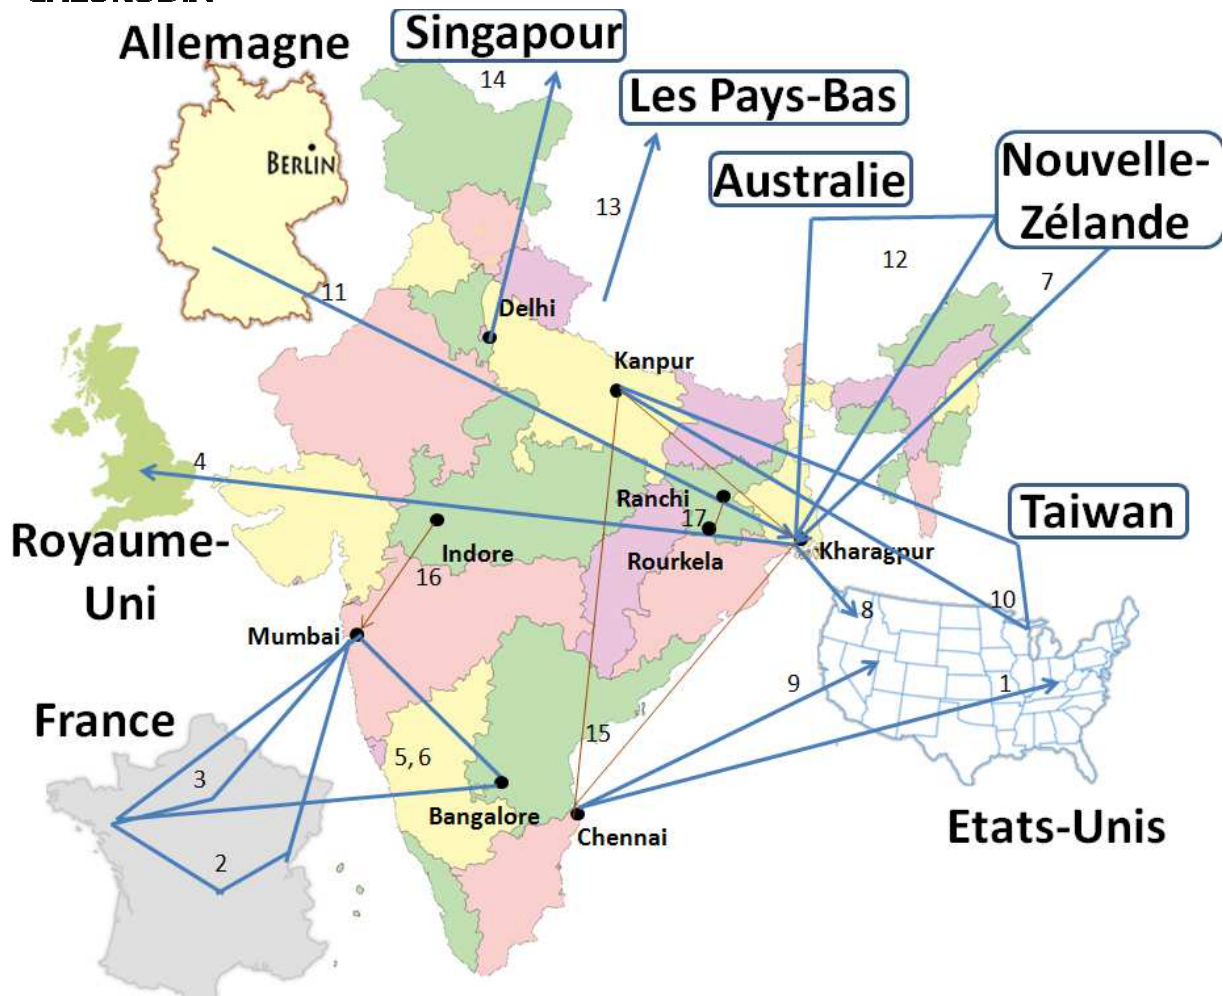 Allemagne
Singapour
14
Les Pays-Bas
BERLIN
Australie
Nouvelle-
Zélande
13
12
7
11
Delhi
Kanpur
4
Ranchi
17
Taiwan
Royaume-
Uni
Indore
Rourkela
Kharagpur
16
10
8
Mumbai
9
1
France
15
5, 6
3
Bangalore
Chennai
Etats-Unis
2